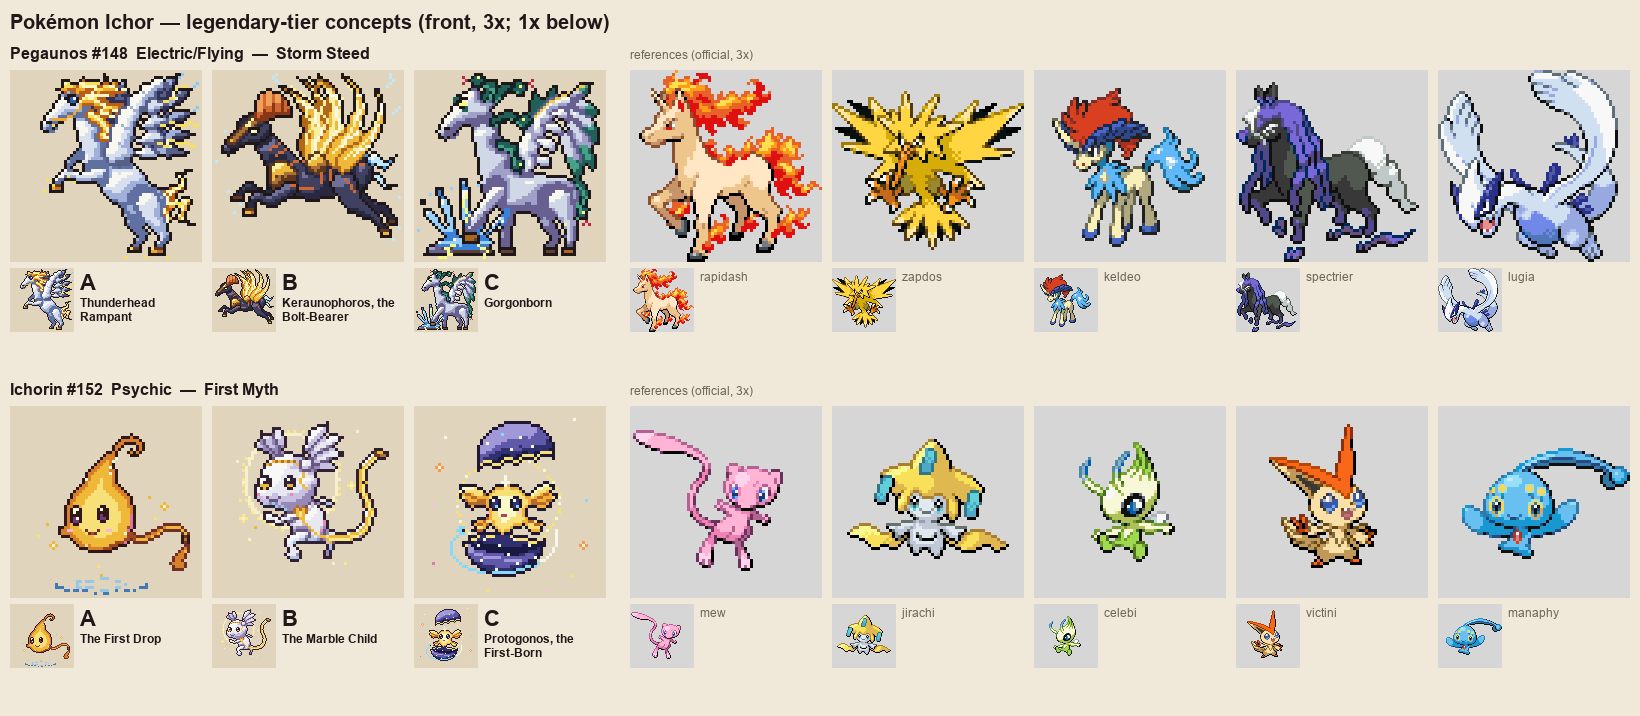 Pokémon Ichor — legendary-tier concepts (front, 3x; 1x below)
Pegaunos #148 Electric/Flying — Storm Steed
references (official, 3x)
A
Thunderhead
Rampant
B
Keraunophoros, the
Bolt-Bearer
C
Gorgonborn
rapidash
zapdos
keldeo
spectrier
lugia
Ichorin #152 Psychic — First Myth
references (official, 3x)
A
The First Drop
B
The Marble Child
C
Protogonos, the
First-Born
mew
jirachi
celebi
victini
manaphy